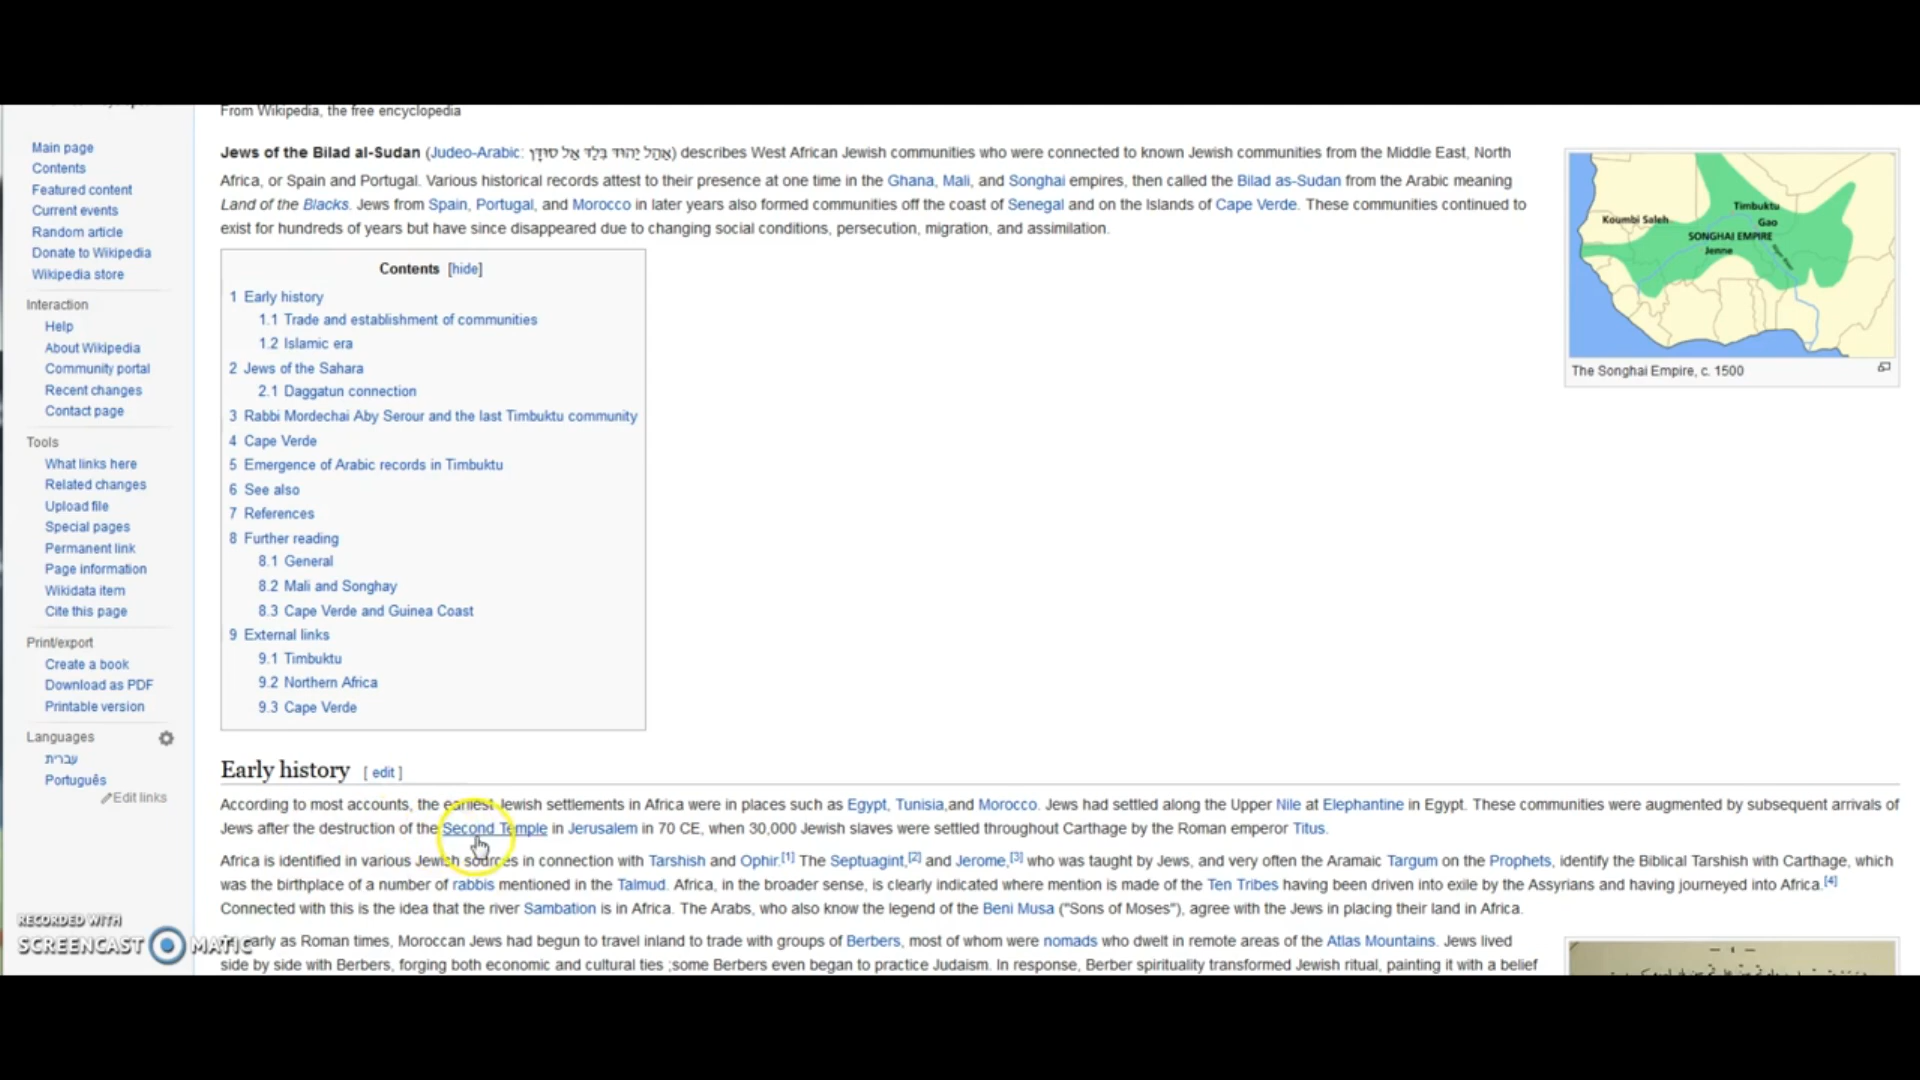 From Wikipedia, the free encyclopedia
Main page
Contents
Featured content
Current events
Random article
Donate to Wikipedia
Wikipedia store
Interaction
Help
About Wikipedia
Community portal
Recent changes
Contact page
Tools
What links here
Related changes
Upload file
Special pages
Permanent link
Page information
Wikidata item
Cite this page
Print/export
Create a book
Download as PDF
Printable version
Languages
עברית
Português
Edit links
Jews of the Bilad al-Sudan (Judeo-Arabic: אַהַל יַהוּדּ בִּלַדּ אַל סוּדָּן) describes West African Jewish communities who were connected to known Jewish communities from the Middle East, North
Africa, or Spain and Portugal. Various historical records attest to their presence at one time in the Ghana, Mali, and Songhai empires, then called the Bilad as-Sudan from the Arabic meaning
Land of the Blacks. Jews from Spain, Portugal, and Morocco in later years also formed communities off the coast of Senegal and on the Islands of Cape Verde. These communities continued to
exist for hundreds of years but have since disappeared due to changing social conditions, persecution, migration, and assimilation.
Timbuktu
Koumbi Saleh
Gao
SONGHAI EMPIRE
Jenne
The Songhai Empire, c. 1500
Contents [hide]
1 Early history
1.1 Trade and establishment of communities
1.2 Islamic era
2 Jews of the Sahara
2.1 Daggatun connection
3 Rabbi Mordechai Aby Serour and the last Timbuktu community
4 Cape Verde
5 Emergence of Arabic records in Timbuktu
6 See also
7 References
8 Further reading
8.1 General
8.2 Mali and Songhay
8.3 Cape Verde and Guinea Coast
9 External links
9.1 Timbuktu
9.2 Northern Africa
9.3 Cape Verde
Early history [ edit ]
According to most accounts, the earliest Jewish settlements in Africa were in places such as Egypt, Tunisia,and Morocco. Jews had settled along the Upper Nile at Elephantine in Egypt. These communities were augmented by subsequent arrivals of
Jews after the destruction of the Second Temple in Jerusalem in 70 CE, when 30,000 Jewish slaves were settled throughout Carthage by the Roman emperor Titus.
Africa is identified in various Jewish sources in connection with Tarshish and Ophir.[1] The Septuagint,[2] and Jerome,[3] who was taught by Jews, and very often the Aramaic Targum on the Prophets, identify the Biblical Tarshish with Carthage, which
was the birthplace of a number of rabbis mentioned in the Talmud. Africa, in the broader sense, is clearly indicated where mention is made of the Ten Tribes having been driven into exile by the Assyrians and having journeyed into Africa.[4]
Connected with this is the idea that the river Sambation is in Africa. The Arabs, who also know the legend of the Beni Musa ("Sons of Moses"), agree with the Jews in placing their land in Africa.
early as Roman times, Moroccan Jews had begun to travel inland to trade with groups of Berbers, most of whom were nomads who dwelt in remote areas of the Atlas Mountains. Jews lived
side by side with Berbers, forging both economic and cultural ties ;some Berbers even began to practice Judaism. In response, Berber spirituality transformed Jewish ritual, painting it with a belief
RECORDED WITH
SCREENCAST MATIC